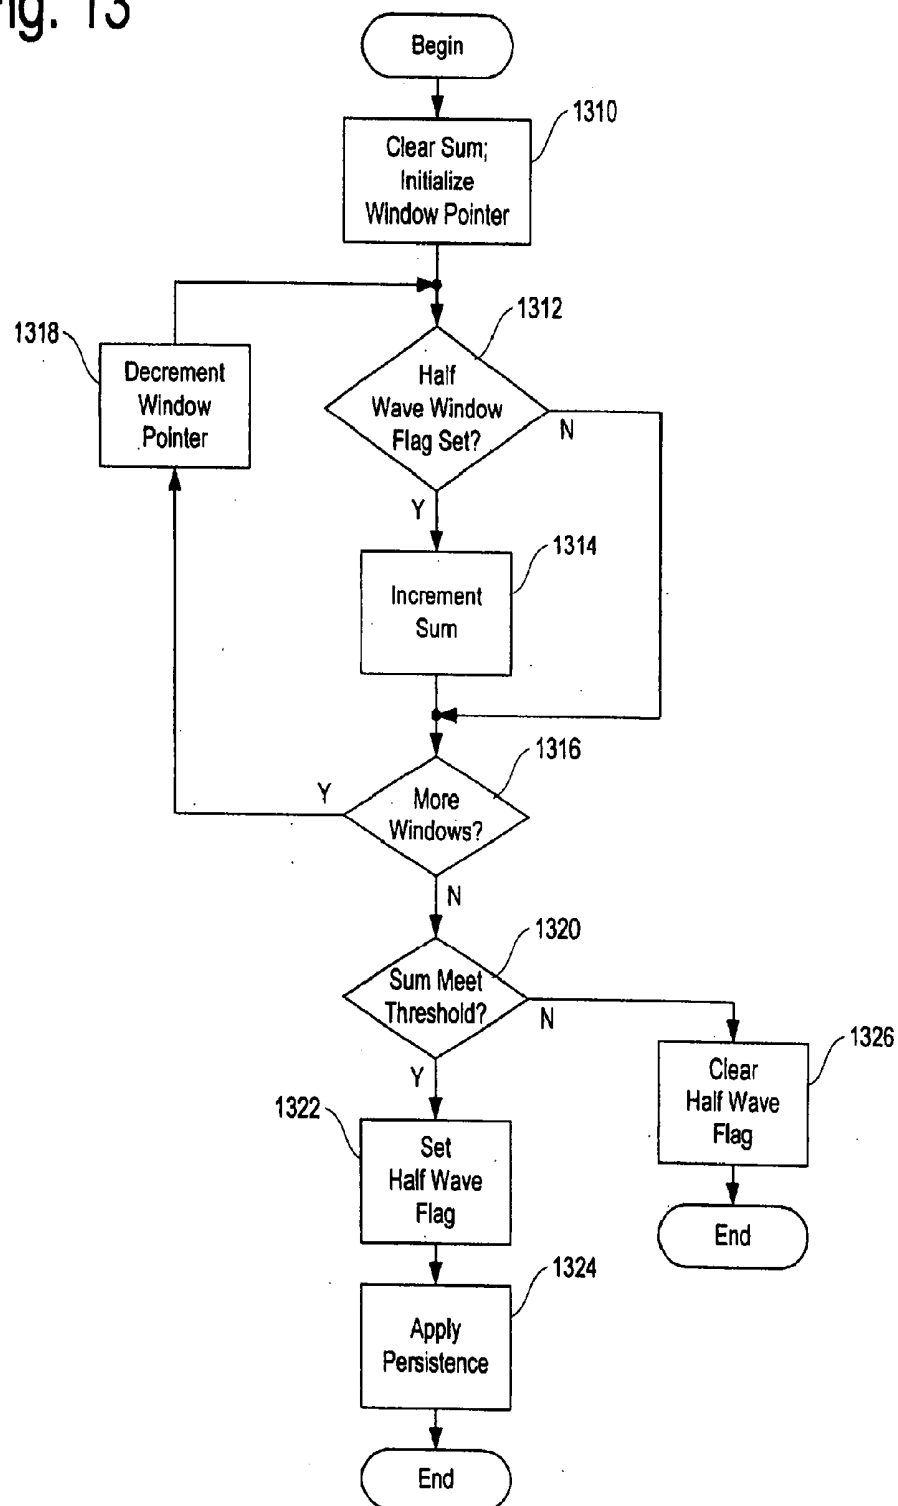 Fig. 13
Begin
1310
Clear Sum;
Initialize
Window Pointer
1312
1318
Decrement
Window
Pointer
Half
Wave Window
Flag Set?
N
Y
1314
Increment
Sum
1316
Y
More
Windows?
N
1320
Sum Meet
Threshold?
N
1326
Y
Clear
Half Wave
Flag
1322
Set
Half Wave
Flag
End
1324
Apply
Persistence
End